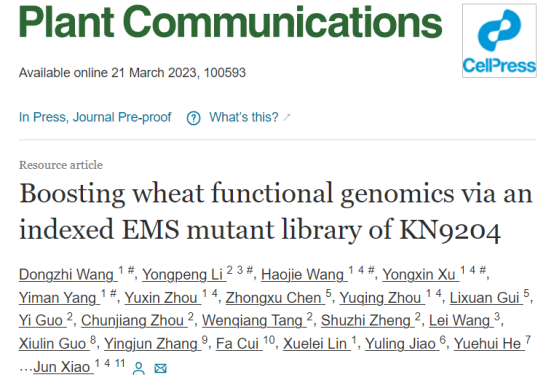 Plant Communications
CellPress
Available online 21 March 2023, 100593
In Press, Journal Pre-proof ? What's this? ↗
Resource article
Boosting wheat functional genomics via an
indexed EMS mutant library of KN9204
Dongzhi Wang 1 #, Yongpeng Li 2 3 #, Haojie Wang 1 4 #, Yongxin Xu 1 4 #,
Yiman Yang 1 #, Yuxin Zhou 1 4, Zhongxu Chen 5, Yuqing Zhou 1 4, Lixuan Gui 5,
Yi Guo 2, Chunjiang Zhou 2, Wenqiang Tang 2, Shuzhi Zheng 2, Lei Wang 3,
Xiulin Guo 8, Yingjun Zhang 9, Fa Cui 10, Xuelei Lin 1, Yuling Jiao 6, Yuehui He 7
…Jun Xiao 1 4 11